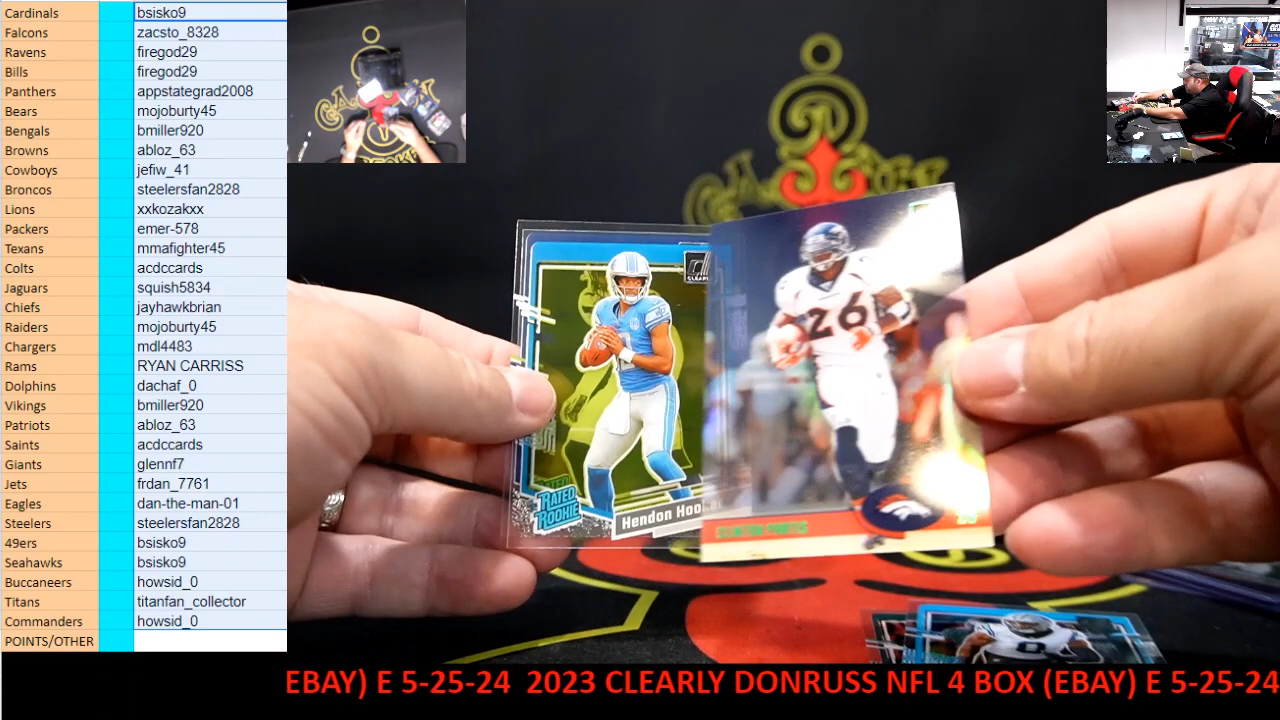 Cardinals bsisko9
Falcons zacsto_8328
Ravens firegod29
Bills firegod29
Panthers appstategrad2008
Bears mojoburty45
Bengals bmiller920
Browns abloz_63
Cowboys jefiw_41
Broncos steelersfan2828
Lions xxkozakxx
Packers emer-578
Texans mmafighter45
Colts acdccards
Jaguars squish5834
Chiefs jayhawkbrian
Raiders mojoburty45
Chargers mdl4483
Rams RYAN CARRISS
Dolphins dachaf_0
Vikings bmiller920
Patriots abloz_63
Saints acdccards
Giants glennf7
Jets frdan_7761
Eagles dan-the-man-01
Steelers steelersfan2828
49ers bsisko9
Seahawks bsisko9
Buccaneers howsid_0
Titans titanfan_collector
Commanders howsid_0
POINTS/OTHER
26
RATED
ROOKIE
Hendon
CLINTON PORTIS
0
EBAY) E 5-25-24 2023 CLEARLY DONRUSS NFL 4 BOX (EBAY) E 5-25-24